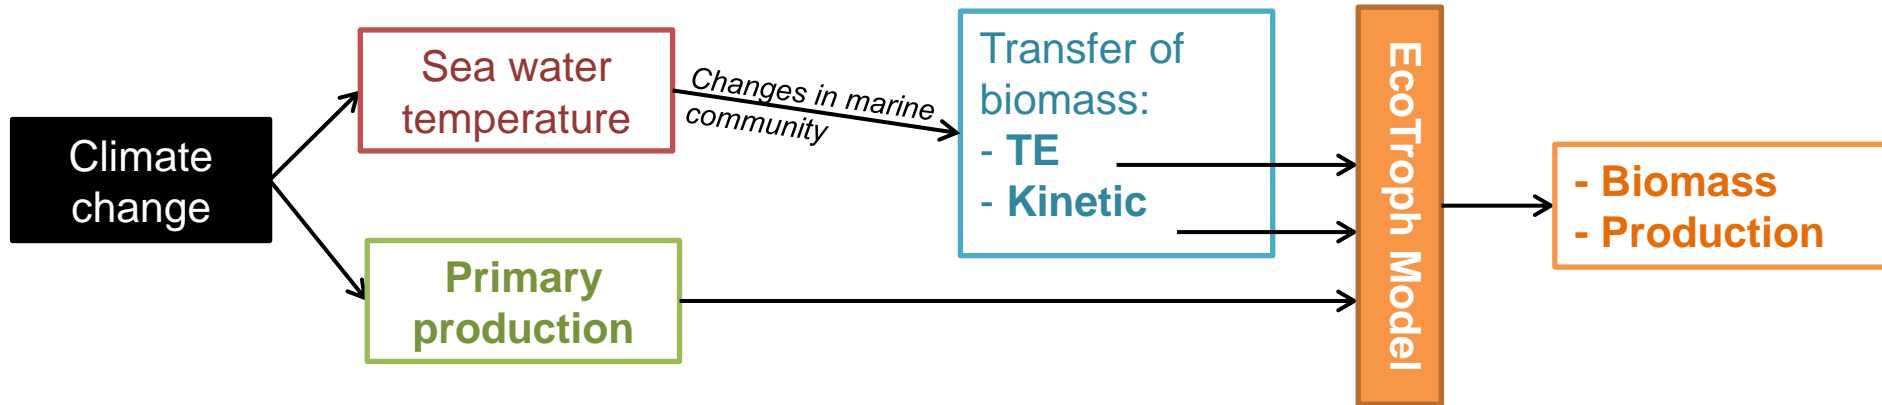 Climate
change
Sea water
temperature
Primary
production
Changes in marine
community
Transfer of
biomass:
- TE
- Kinetic
EcoTroph Model
- Biomass
- Production